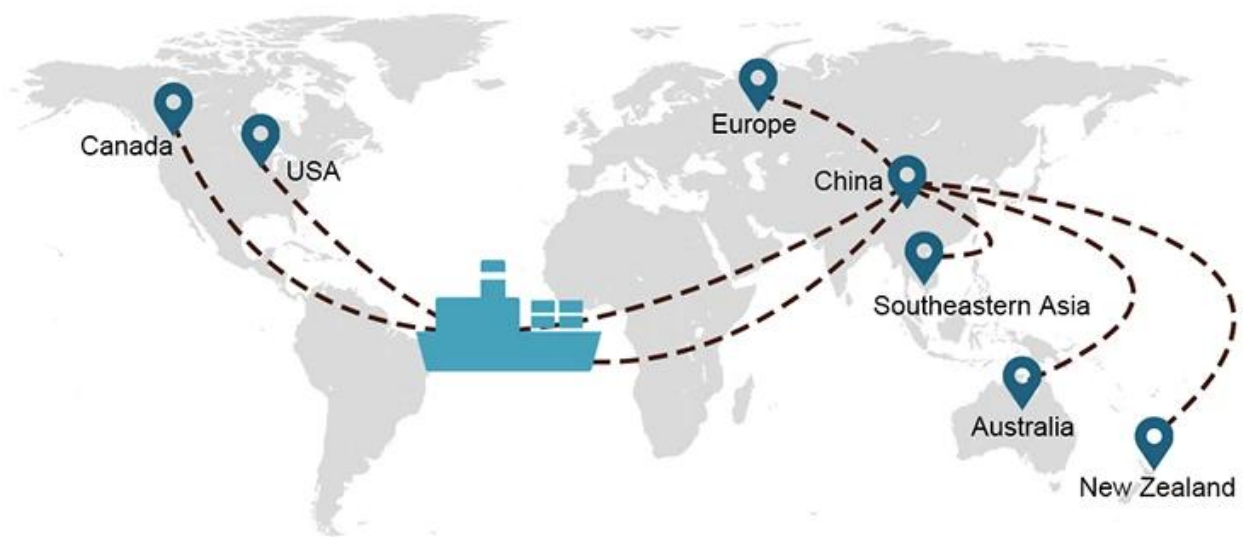 Canada
USA
Europe
China
Southeastern Asia
Australia
New Zealand